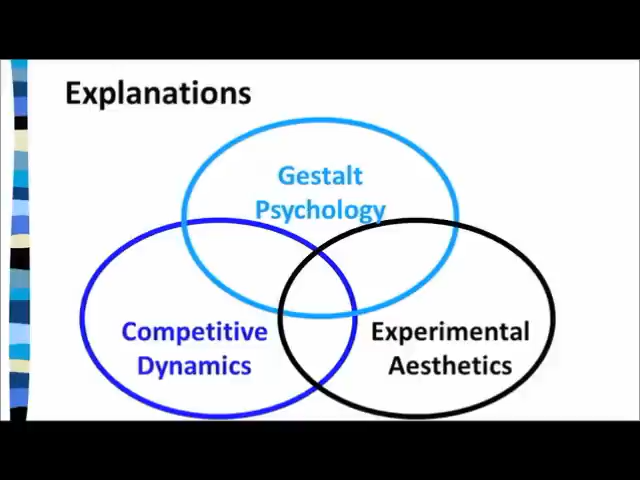 Explanations
Gestalt
Psychology
Competitive
Dynamics
Experimental
Aesthetics